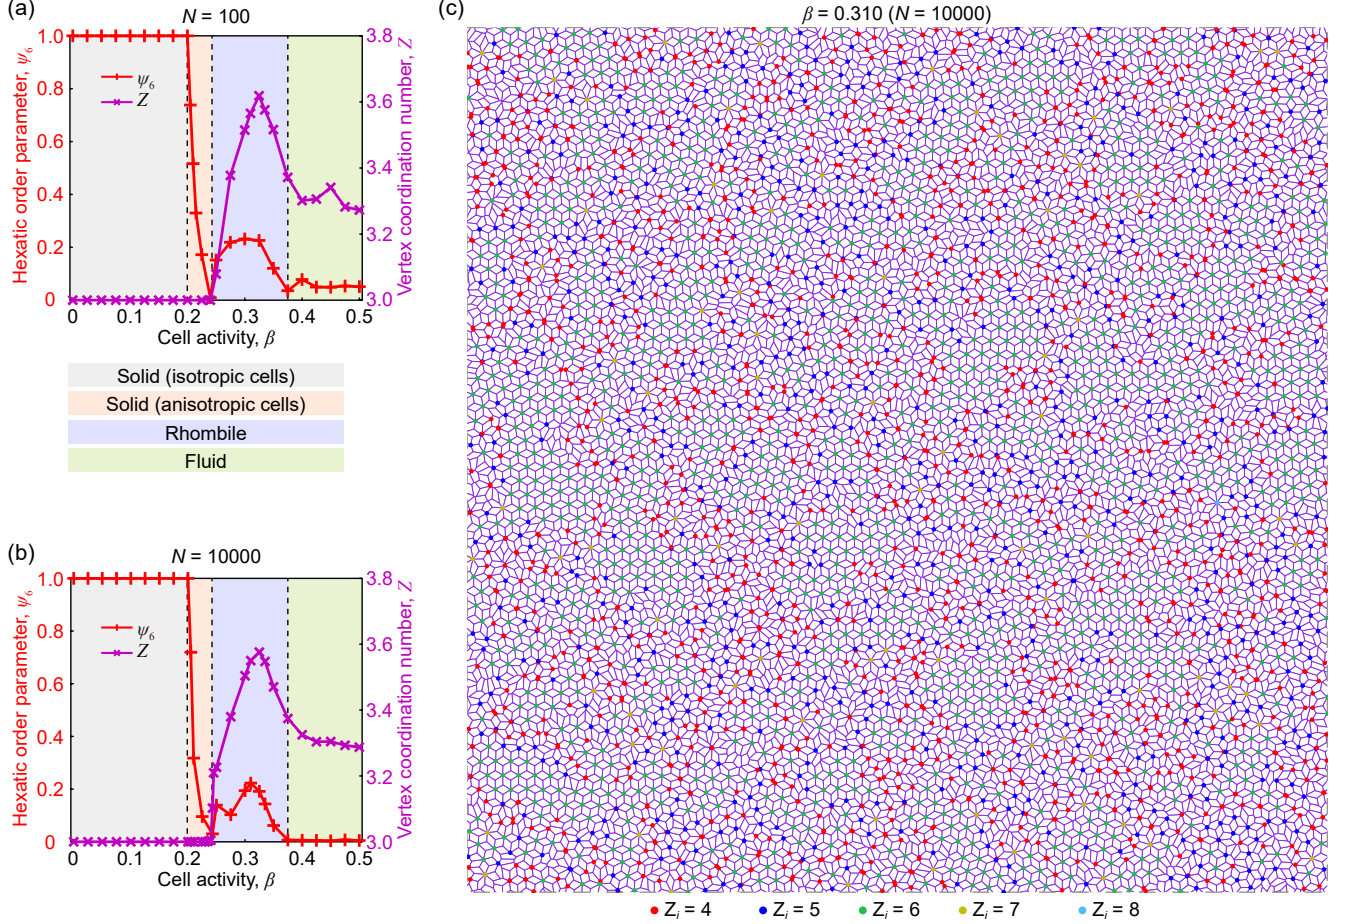 (a)
N = 100
Hexatic order parameter, ψ₆
1.0
0.8
0.6
0.4
0.2
0
ψ₆
Z
3.8
3.6
3.4
3.2
3.0
Vertex coordination number, Z
0 0.1 0.2 0.3 0.4 0.5
Cell activity, β
Solid (isotropic cells)
Solid (anisotropic cells)
Rhombile
Fluid
(b)
N = 10000
Hexatic order parameter, ψ₆
1.0
0.8
0.6
0.4
0.2
0
ψ₆
Z
3.8
3.6
3.4
3.2
3.0
Vertex coordination number, Z
0 0.1 0.2 0.3 0.4 0.5
Cell activity, β
(c)
β = 0.310 (N = 10000)
Zᵢ = 4 Zᵢ = 5 Zᵢ = 6 Zᵢ = 7 Zᵢ = 8